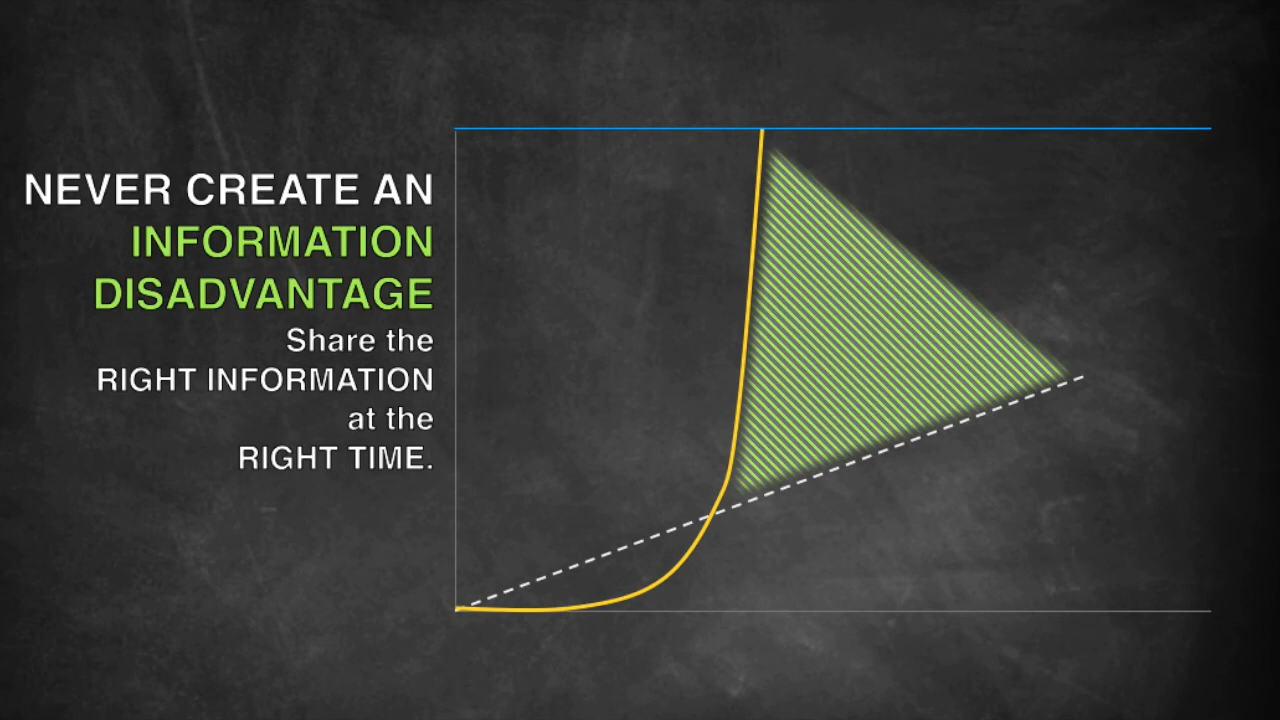 NEVER CREATE AN
INFORMATION
DISADVANTAGE
Share the
RIGHT INFORMATION
at the
RIGHT TIME.